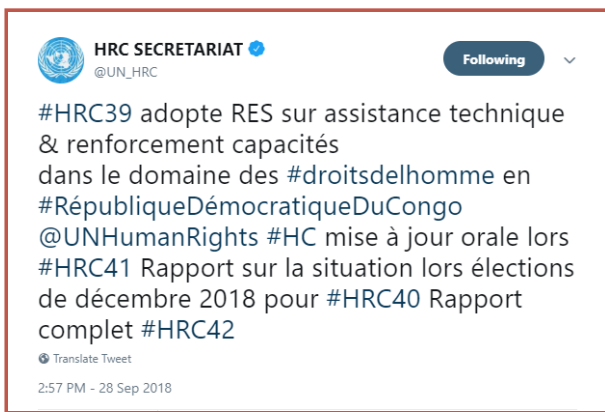 HRC SECRETARIAT
@UN_HRC
Following
#HRC39 adopte RES sur assistance technique
& renforcement capacités
dans le domaine des #droitsdelhomme en
#RépubliqueDémocratiqueDuCongo
@UNHumanRights #HC mise à jour orale lors
#HRC41 Rapport sur la situation lors élections
de décembre 2018 pour #HRC40 Rapport
complet #HRC42
Translate Tweet
2:57 PM - 28 Sep 2018